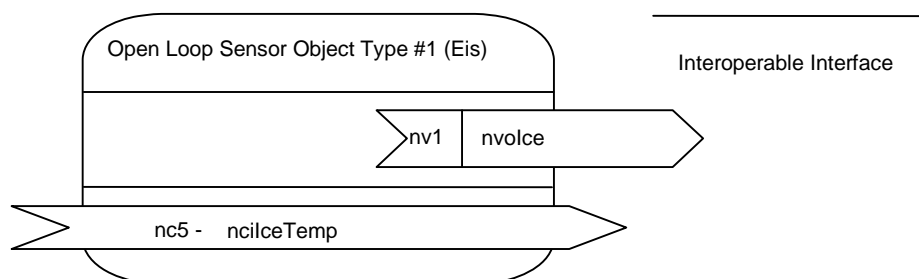 Open Loop Sensor Object Type #1 (Eis)
Interoperable Interface
nv1 nvoIce
nc5 - nciIceTemp